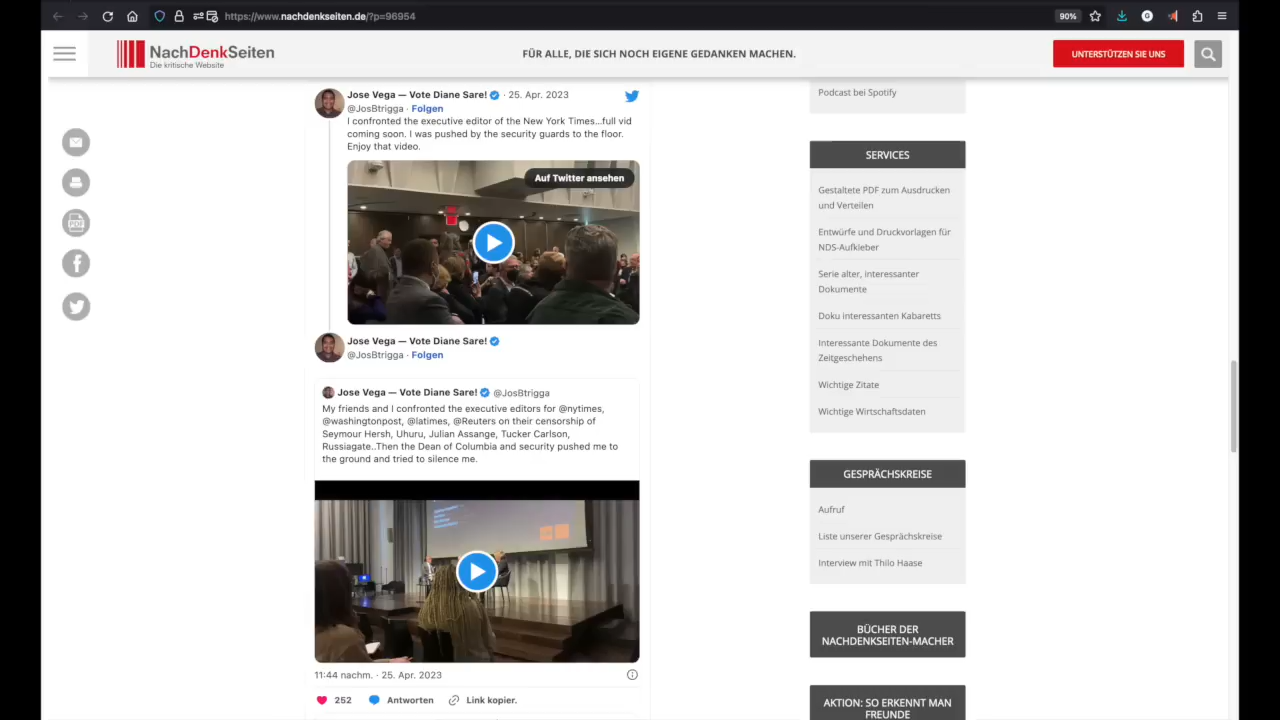 https://www.nachdenkseiten.de/?p=96954
90%
NachDenkSeiten
Die kritische Website
FÜR ALLE, DIE SICH NOCH EIGENE GEDANKEN MACHEN.
UNTERSTÜTZEN SIE UNS
PDF
Jose Vega — Vote Diane Sare! · 25. Apr. 2023
@JosBtrigga · Folgen
I confronted the executive editor of the New York Times...full vid
coming soon. I was pushed by the security guards to the floor.
Enjoy that video.
Auf Twitter ansehen
Jose Vega — Vote Diane Sare!
@JosBtrigga · Folgen
Jose Vega — Vote Diane Sare! @JosBtrigga
My friends and I confronted the executive editors for @nytimes,
@washingtonpost, @latimes, @Reuters on their censorship of
Seymour Hersh, Uhuru, Julian Assange, Tucker Carlson,
Russiagate..Then the Dean of Columbia and security pushed me to
the ground and tried to silence me.
11:44 nachm. · 25. Apr. 2023
252 Antworten Link kopier.
Podcast bei Spotify
SERVICES
Gestaltete PDF zum Ausdrucken
und Verteilen
Entwürfe und Druckvorlagen für
NDS-Aufkleber
Serie alter, interessanter
Dokumente
Doku interessanten Kabaretts
Interessante Dokumente des
Zeitgeschehens
Wichtige Zitate
Wichtige Wirtschaftsdaten
GESPRÄCHSKREISE
Aufruf
Liste unserer Gesprächskreise
Interview mit Thilo Haase
BÜCHER DER
NACHDENKSEITEN-MACHER
AKTION: SO ERKENNT MAN
FREUNDE